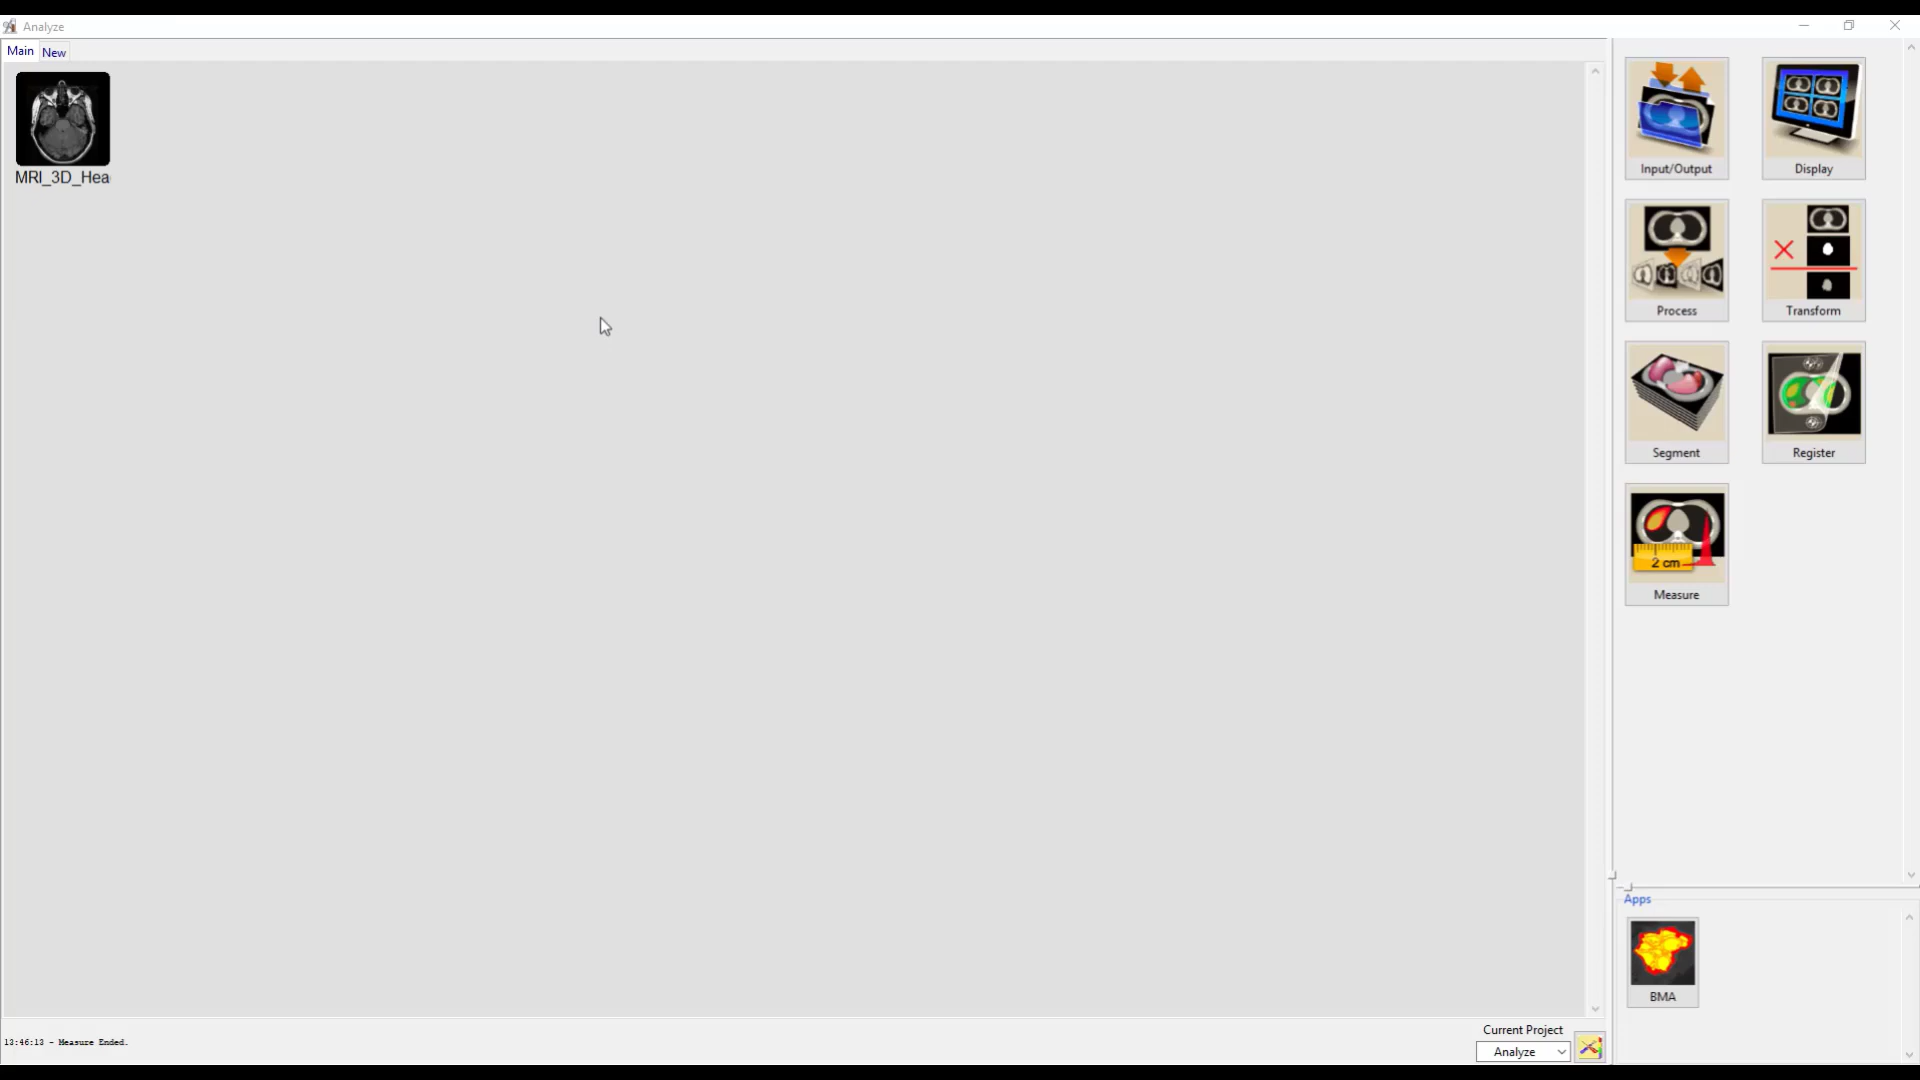 Analyze
Main New
MRI_3D_Hea
Input/Output Display
Process Transform
Segment Register
2 cm
Measure
Apps
BMA
Current Project
13:46:13 - Measure Ended.
Analyze